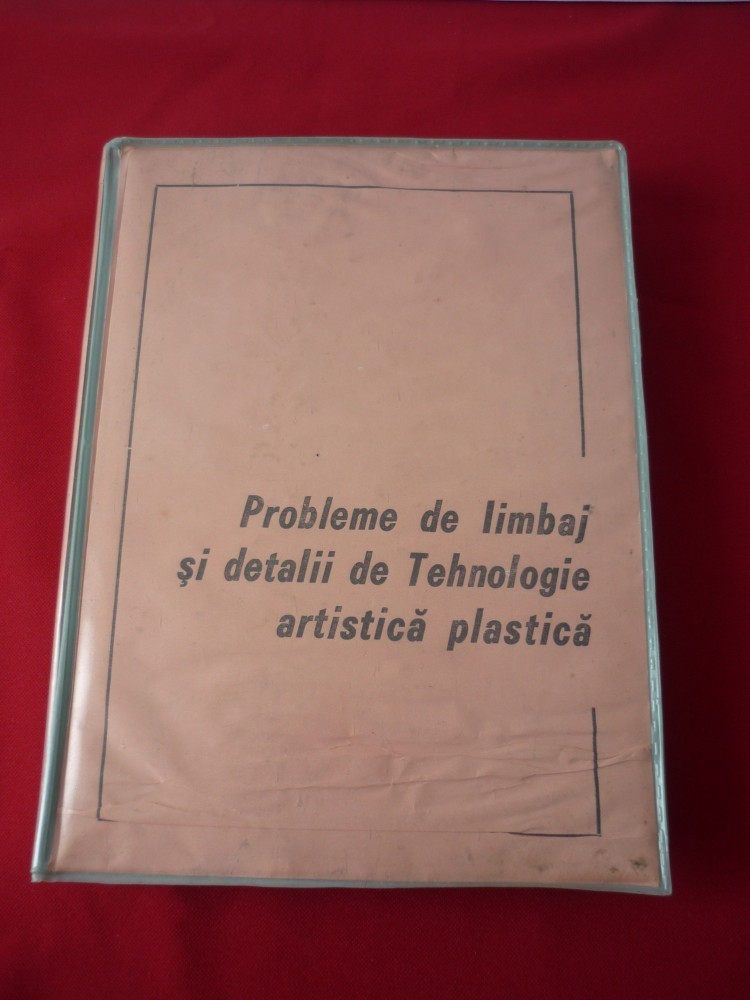 Probleme de limbaj
şi detalii de Tehnologie
artistică plastică